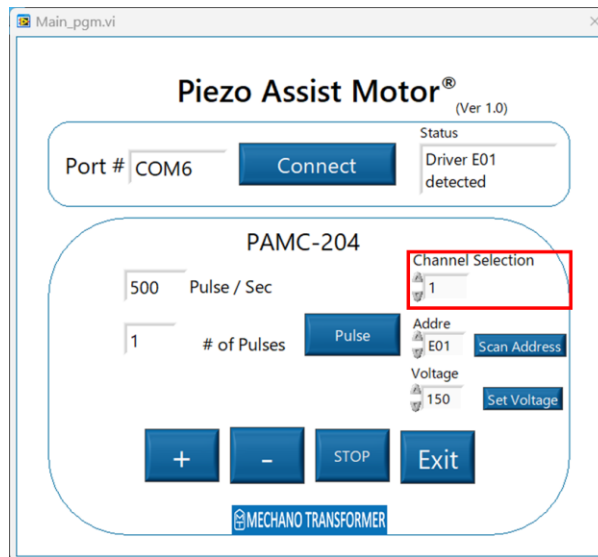 Main_pgm.vi
Piezo Assist Motor®
(Ver 1.0)
Status
Port # COM6 Connect Driver E01
detected
PAMC-204
Channel Selection
500 Pulse / Sec 1
1 # of Pulses Pulse
Addre
E01 Scan Address
Voltage
150 Set Voltage
+ - STOP Exit
MECHANO TRANSFORMER